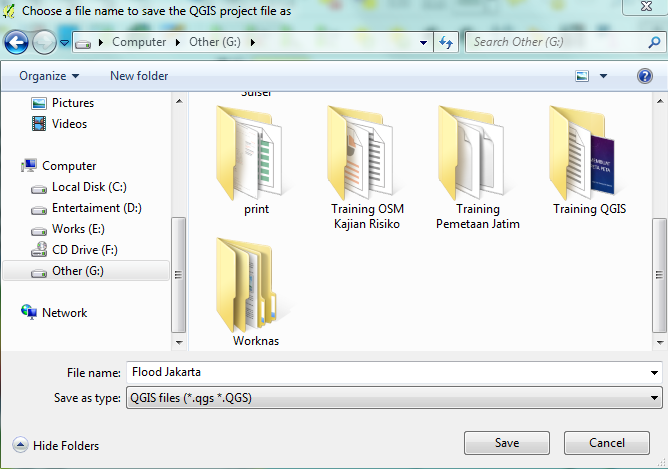 Choose a file name to save the QGIS project file as
Computer
Other (G:)
Search Other (G:)
Organize
New folder
Pictures
Videos
Computer
Local Disk (C:)
Entertaiment (D:)
Works (E:)
CD Drive (F:)
Other (G:)
Network
Sulsel
print
Training OSM
Kajian Risiko
Training
Pemetaan Jatim
Training QGIS
Worknas
File name: Flood Jakarta
Save as type: QGIS files (*.qgs *.QGS)
Hide Folders
Save
Cancel